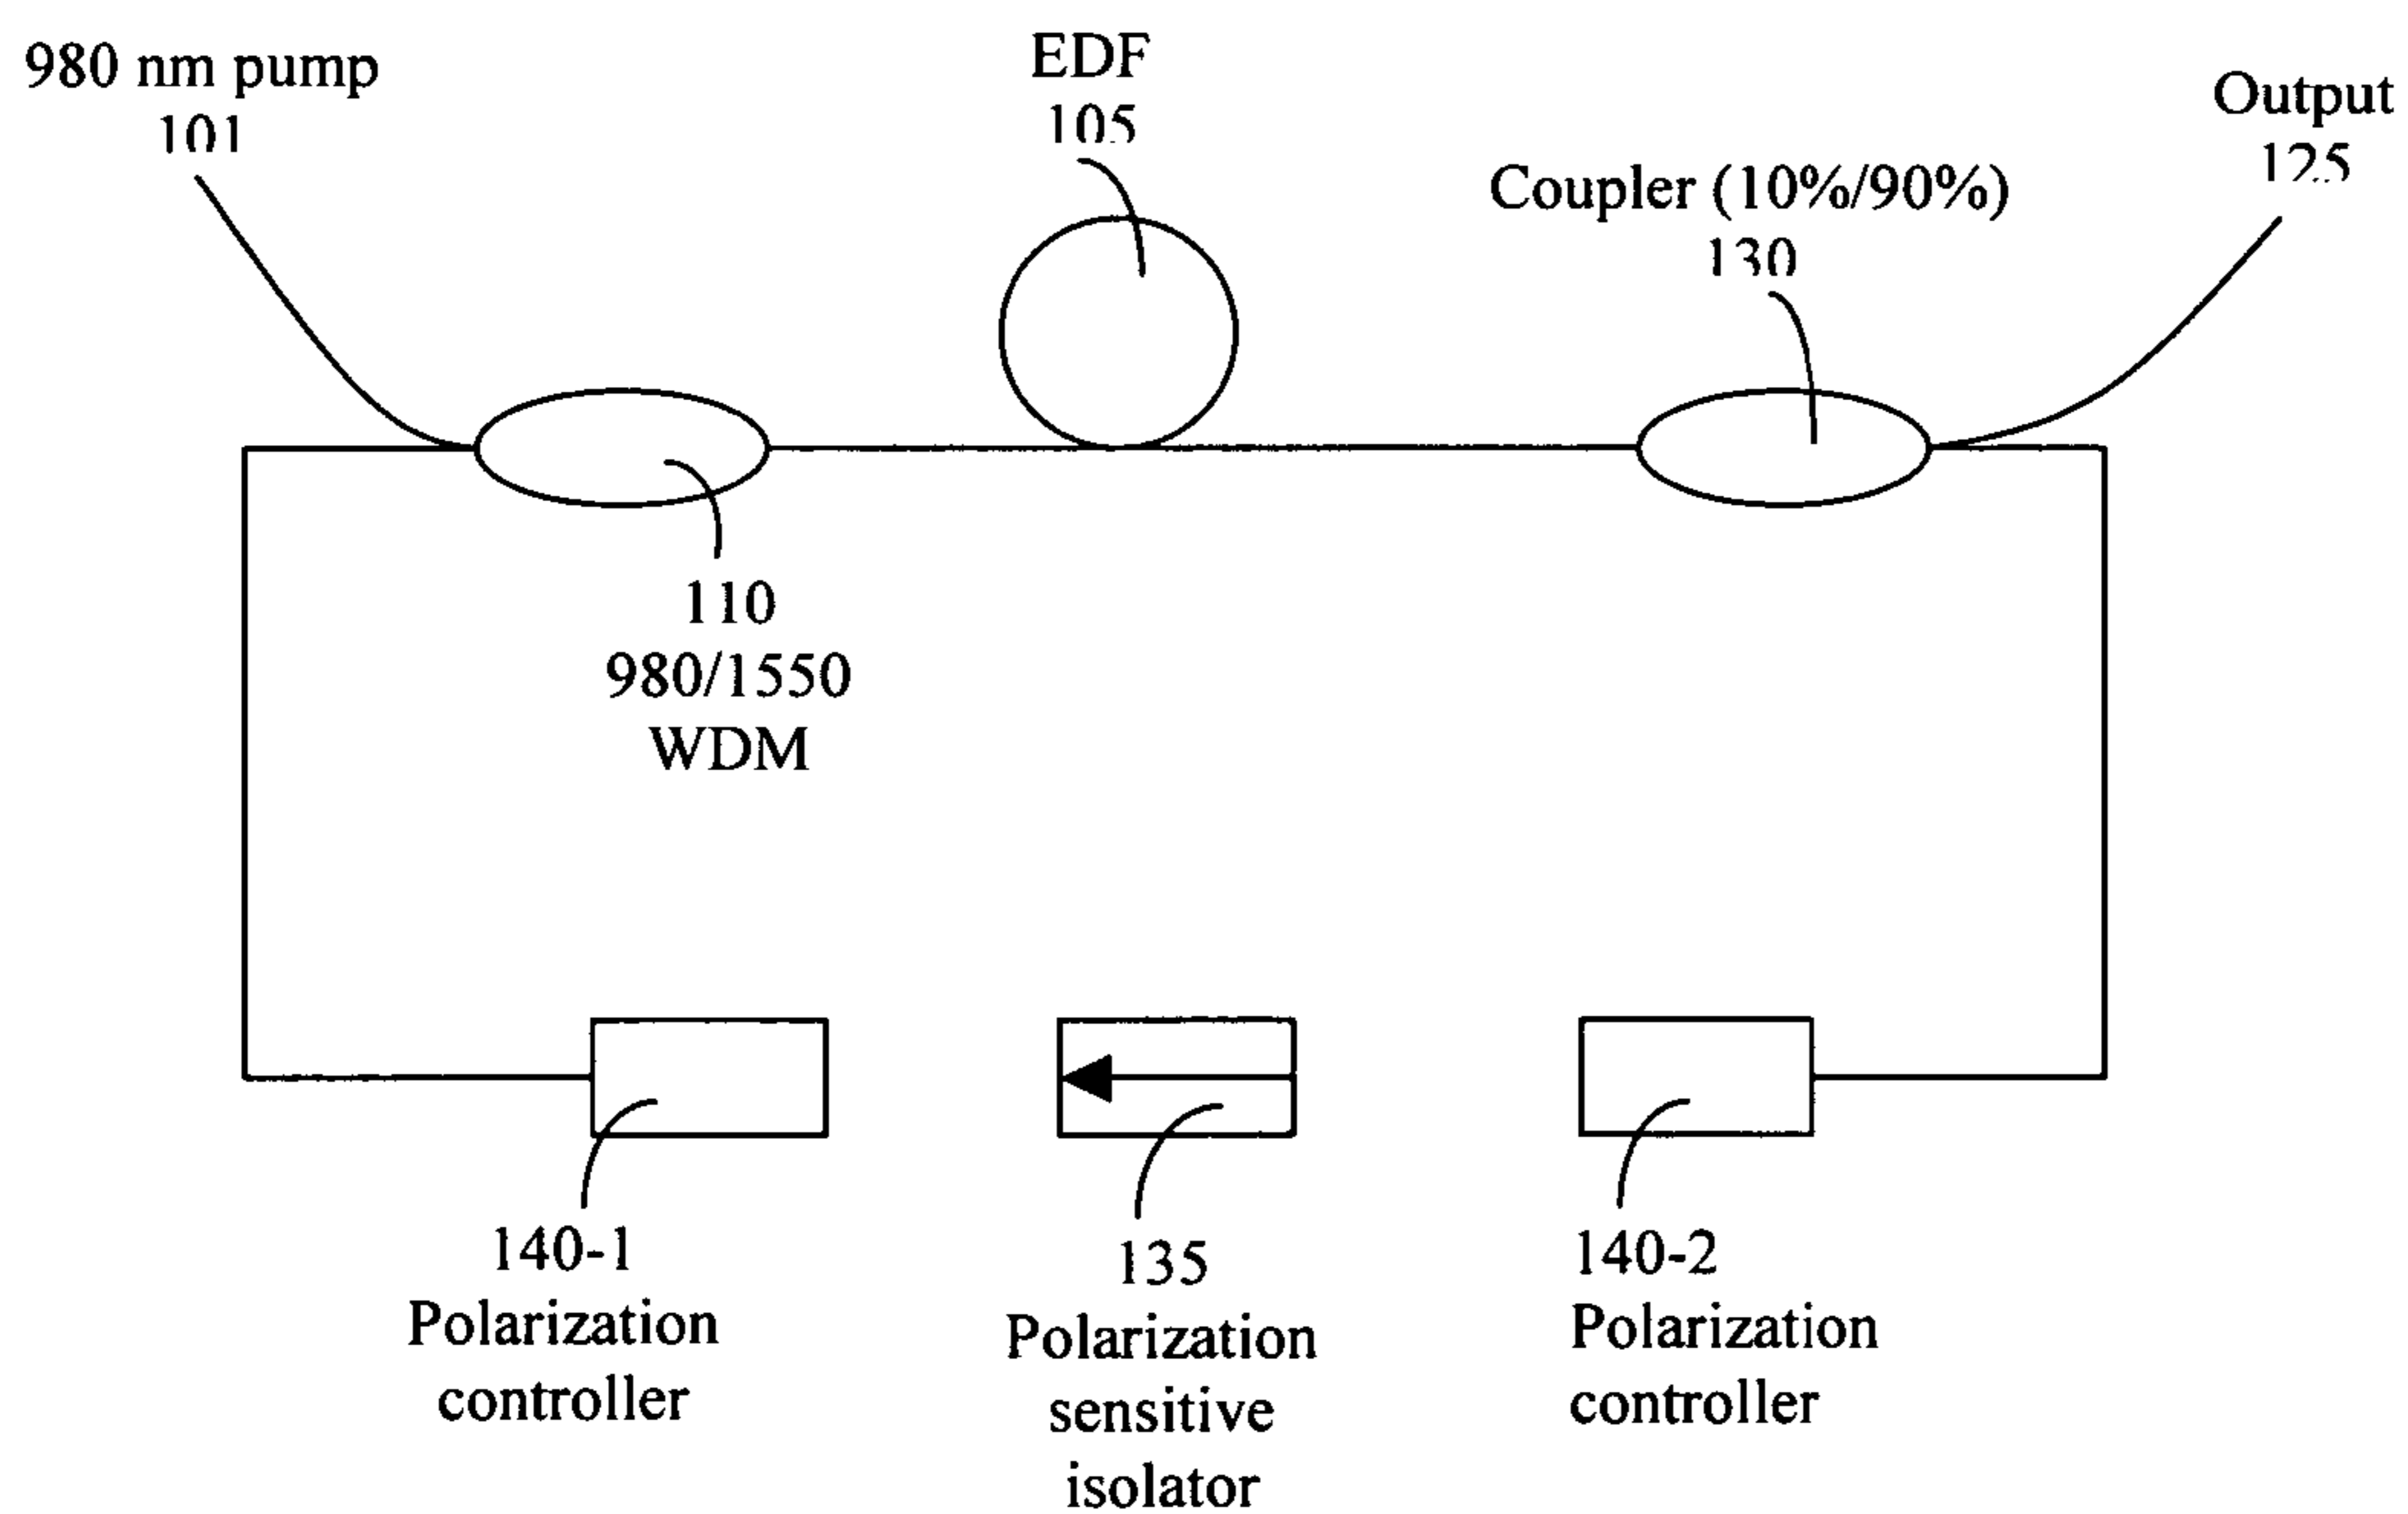 980 nm pump
101
EDF
105
Output
125
Coupler (10%/90%)
130
110
980/1550
WDM
140-1
Polarization
controller
135
Polarization
sensitive
isolator
140-2
Polarization
controller